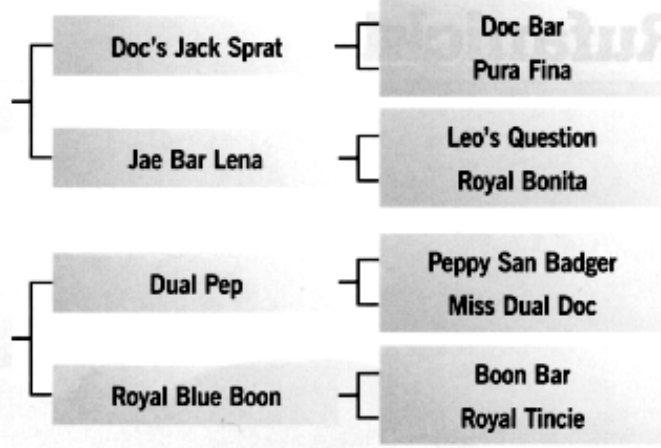 Doc's Jack Sprat
Doc Bar
Pura Fina
Jae Bar Lena
Leo's Question
Royal Bonita
Dual Pep
Peppy San Badger
Miss Dual Doc
Royal Blue Boon
Boon Bar
Royal Tincie